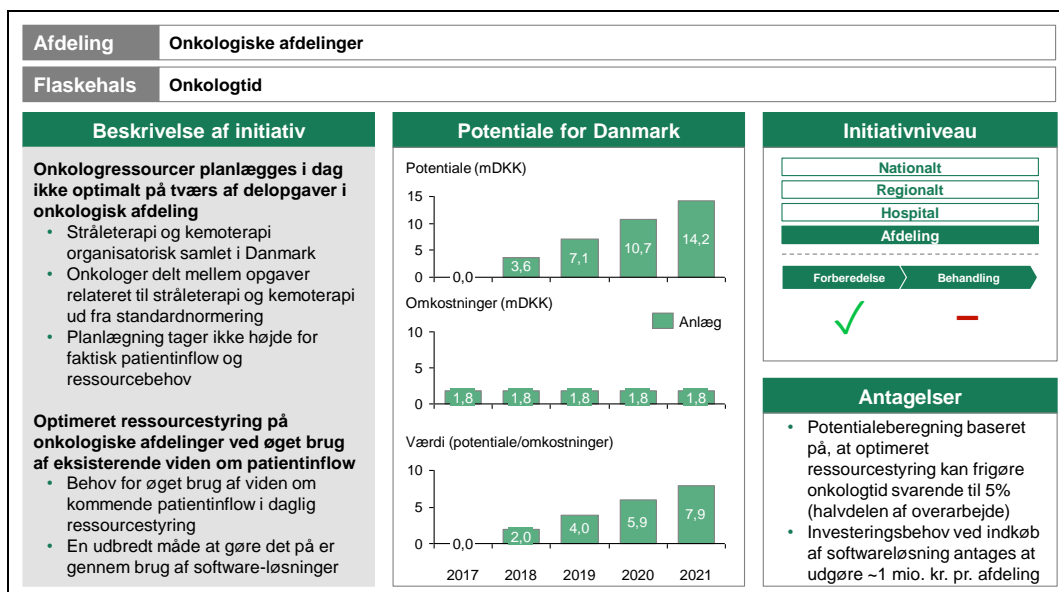 Afdeling
Onkologiske afdelinger
Flaskehals
Onkologtid
Beskrivelse af initiativ
Onkologressourcer planlægges i dag
ikke optimalt på tværs af delopgaver i
onkologisk afdeling
• Stråleterapi og kemoterapi
organisatorisk samlet i Danmark
• Onkologer delt mellem opgaver
relateret til stråleterapi og kemoterapi
ud fra standardnormering
• Planlægning tager ikke højde for
faktisk patientinflow og
ressourcebehov
Optimeret ressourcestyring på
onkologiske afdelinger ved øget brug
af eksisterende viden om patientinflow
• Behov for øget brug af viden om
kommende patientinflow i daglig
ressourcestyring
• En udbredt måde at gøre det på er
gennem brug af software-løsninger
Potentiale for Danmark
Potentiale (mDKK)
15
10
5
0
0,0
3,6
7,1
10,7
14,2
Omkostninger (mDKK)
Anlæg
10
5
0
1,8
1,8
1,8
1,8
1,8
Værdi (potentiale/omkostninger)
10
5
0
0,0
2,0
4,0
5,9
7,9
2017
2018
2019
2020
2021
Initiativniveau
Nationalt
Regionalt
Hospital
Afdeling
Forberedelse
Behandling
Antagelser
• Potentialeberegning baseret
på, at optimeret
ressourcestyring kan frigøre
onkologtid svarende til 5%
(halvdelen af overarbejde)
• Investeringsbehov ved indkøb
af softwareløsning antages at
udgøre ~1 mio. kr. pr. afdeling